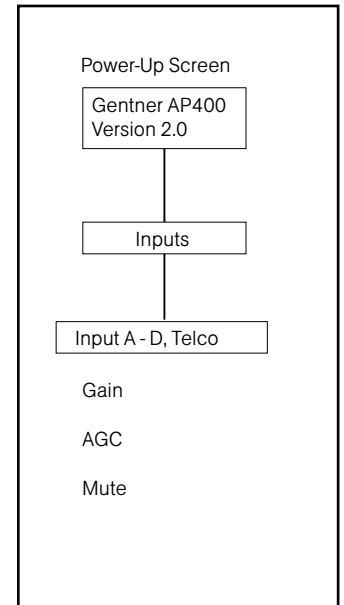 Power-Up Screen
Gentner AP400
Version 2.0
Inputs
Input A - D, Telco
Gain
AGC
Mute